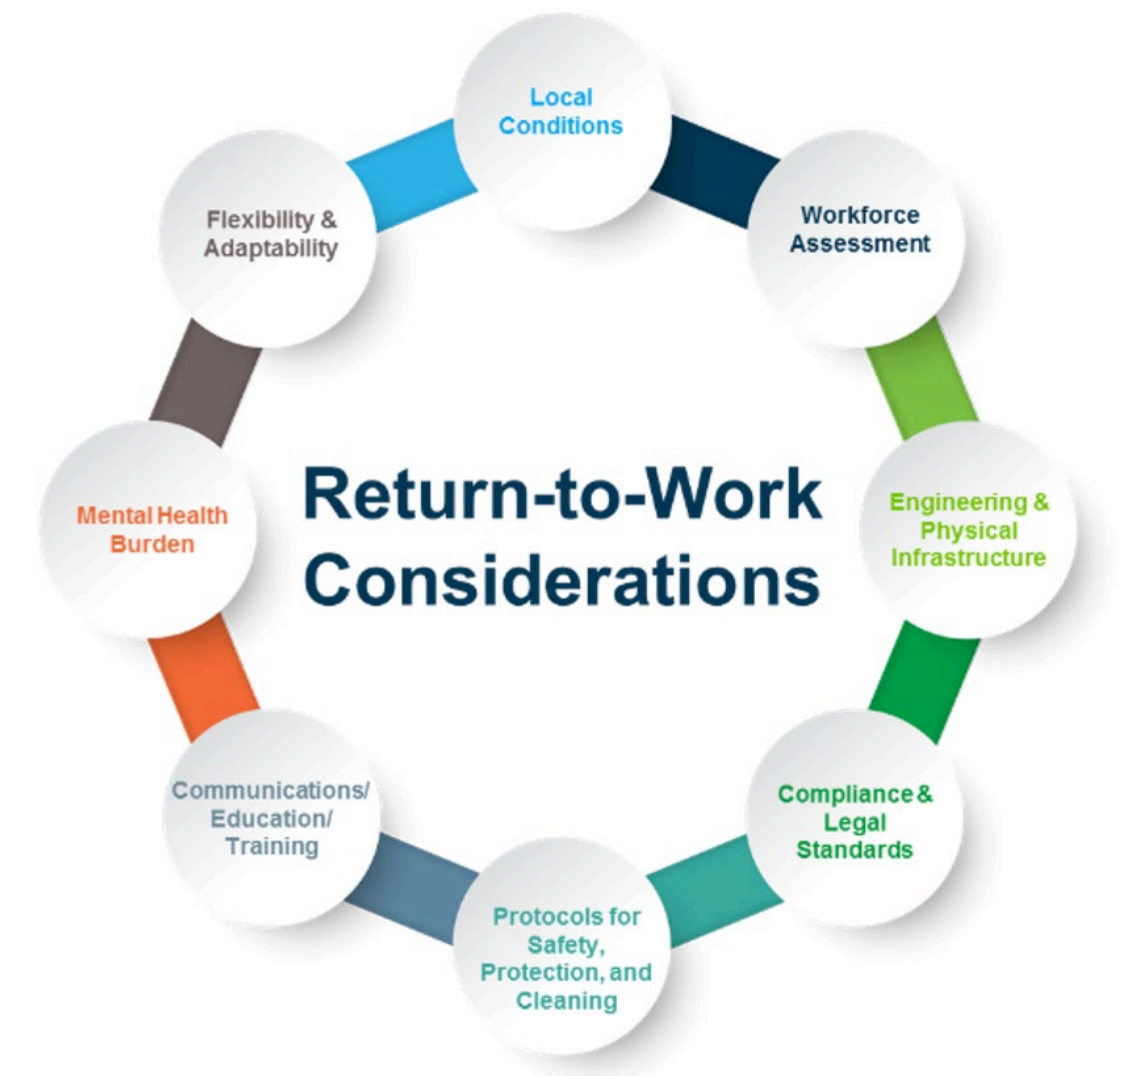 Local
Conditions
Workforce
Assessment
Engineering &
Physical
Infrastructure
Compliance &
Legal
Standards
Protocols for
Safety,
Protection, and
Cleaning
Communications/
Education/
Training
Mental Health
Burden
Flexibility &
Adaptability
Return-to-Work
Considerations